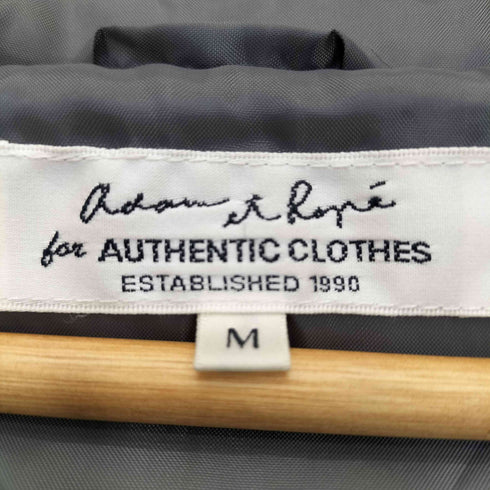 Adam et Ropé
for AUTHENTIC CLOTHES
ESTABLISHED 1990
M